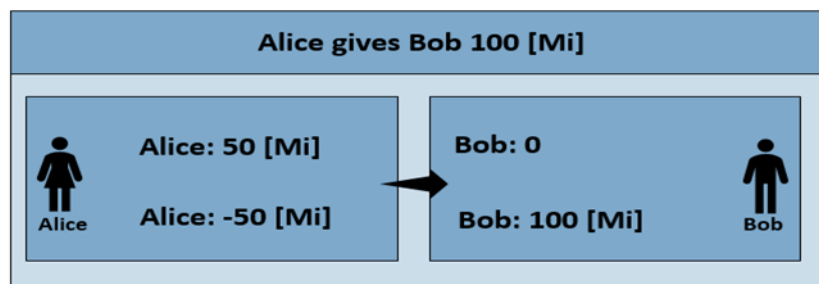 Alice gives Bob 100 [Mi]
Alice: 50 [Mi]
Alice: -50 [Mi]
Alice
Bob: 0
Bob: 100 [Mi]
Bob